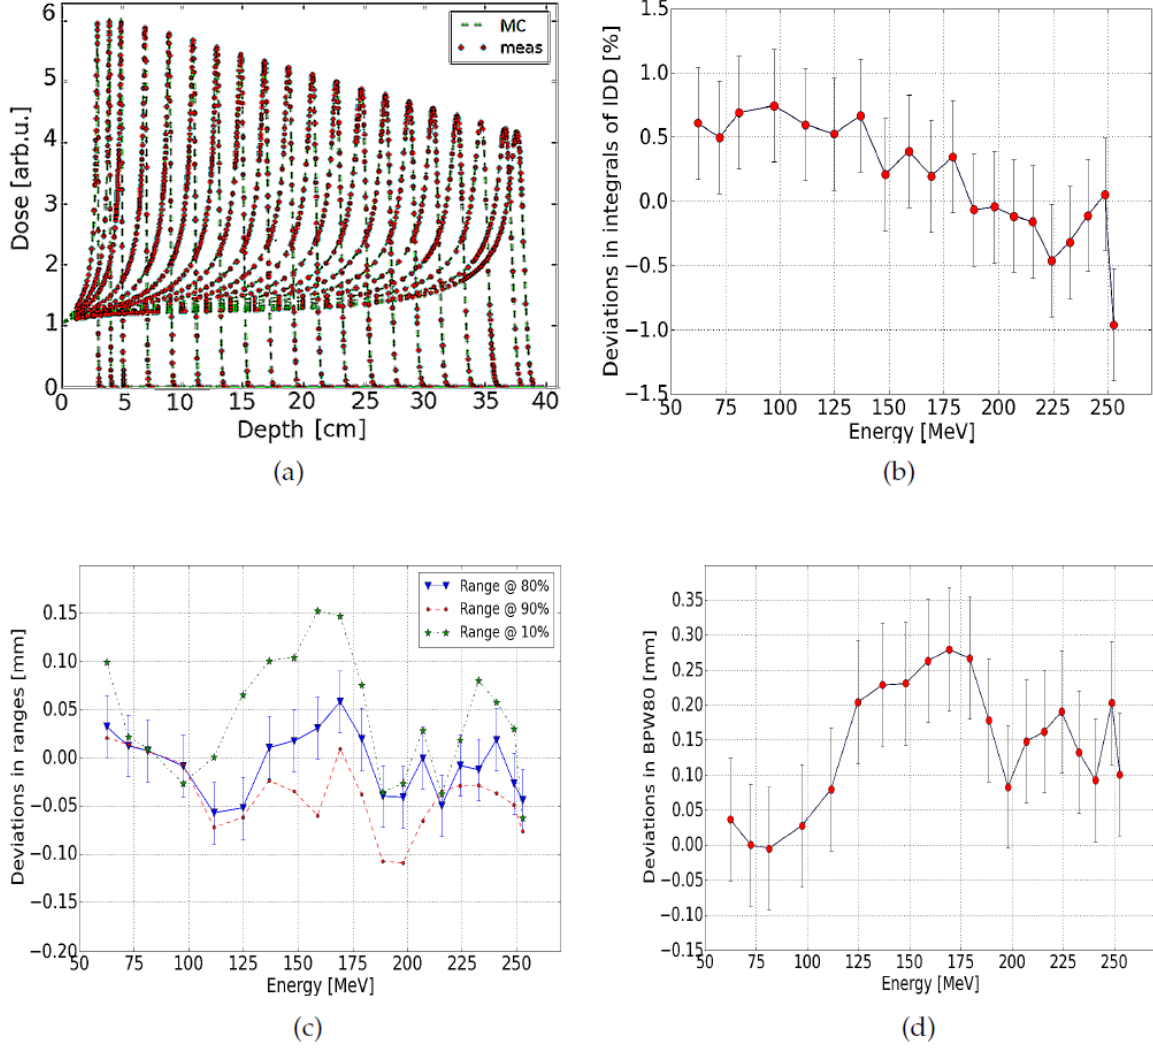 6
5
4
3
2
1
0
Dose [arb.u.]
MC
meas
0 5 10 15 20 25 30 35 40
Depth [cm]
(a)
1.5
1.0
0.5
0.0
−0.5
−1.0
−1.5
Deviations in integrals of IDD [%]
50 75 100 125 150 175 200 225 250
Energy [MeV]
(b)
0.15
0.10
0.05
0.00
−0.05
−0.10
−0.15
−0.20
Deviations in ranges [mm]
Range @ 80%
Range @ 90%
Range @ 10%
50 75 100 125 150 175 200 225 250
Energy [MeV]
(c)
0.35
0.30
0.25
0.20
0.15
0.10
0.05
0.00
−0.05
−0.10
−0.15
Deviations in BPW80 [mm]
50 75 100 125 150 175 200 225 250
Energy [MeV]
(d)